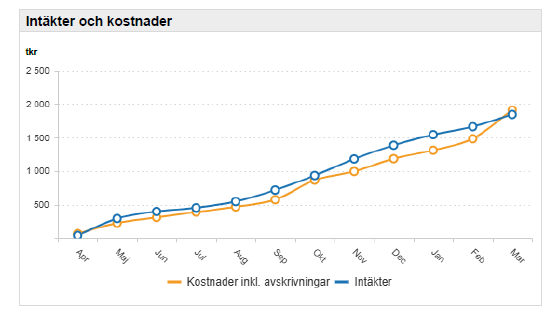 Intäkter och kostnader
tkr
2 500
2 000
1 500
1 000
500
Apr Maj Jun Jul Aug Sep Okt Nov Dec Jan Feb Mar
Kostnader inkl. avskrivningar Intäkter